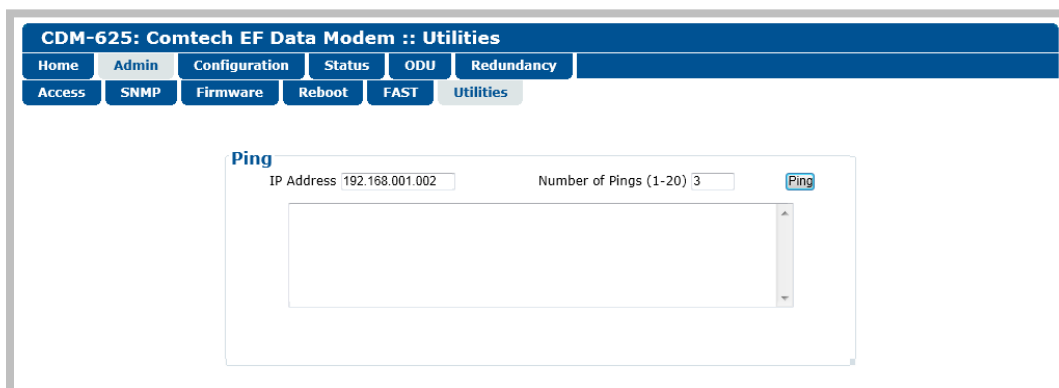 CDM-625: Comtech EF Data Modem :: Utilities
Home Admin Configuration Status ODU Redundancy
Access SNMP Firmware Reboot FAST Utilities
Ping
IP Address 192.168.001.002 Number of Pings (1-20) 3 Ping